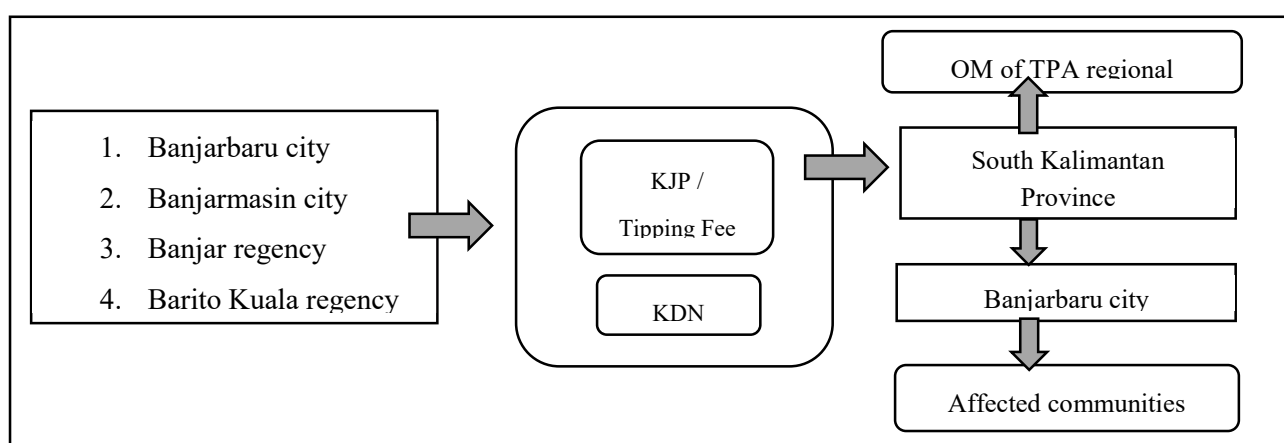 1. Banjarbaru city
2. Banjarmasin city
3. Banjar regency
4. Barito Kuala regency
KJP /
Tipping Fee
KDN
OM of TPA regional
South Kalimantan
Province
Banjarbaru city
Affected communities